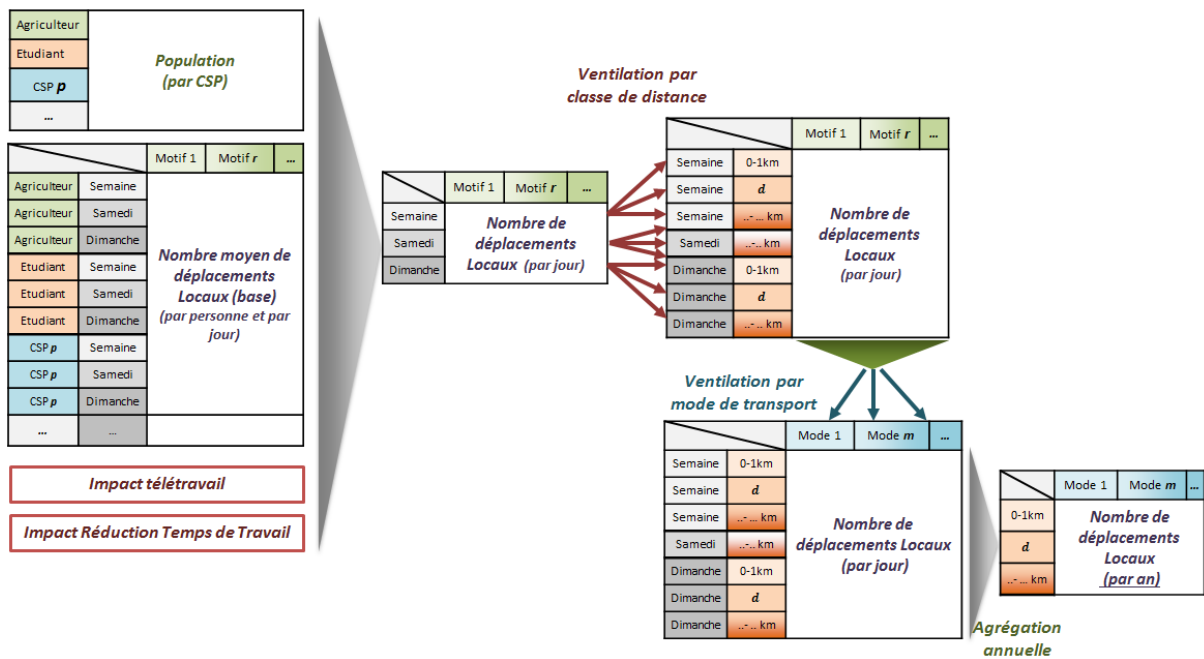 Agriculteur
Etudiant
CSP p
...
Population
(par CSP)
Motif 1 Motif r ...
Agriculteur Semaine
Agriculteur Samedi
Agriculteur Dimanche
Etudiant Semaine
Etudiant Samedi
Etudiant Dimanche
CSP p Semaine
CSP p Samedi
CSP p Dimanche
... ...
Nombre moyen de
déplacements
Locaux (base)
(par personne et par
jour)
Impact télétravail
Impact Réduction Temps de Travail
Motif 1 Motif r ...
Semaine
Samedi
Dimanche
Nombre de
déplacements
Locaux (par jour)
Ventilation par
classe de distance
Motif 1 Motif r ...
Semaine 0-1km
Semaine d
Semaine ..-... km
Samedi ..-.. km
Dimanche 0-1km
Dimanche d
Dimanche ..-.. km
Nombre de
déplacements
Locaux
(par jour)
Ventilation par
mode de transport
Mode 1 Mode m ...
Semaine 0-1km
Semaine d
Semaine ..-... km
Samedi ..-.. km
Dimanche 0-1km
Dimanche d
Dimanche ..-.. km
Nombre de
déplacements Locaux
(par jour)
Agrégation
annuelle
Mode 1 Mode m ...
0-1km
d
..-... km
Nombre de
déplacements
Locaux
(par an)